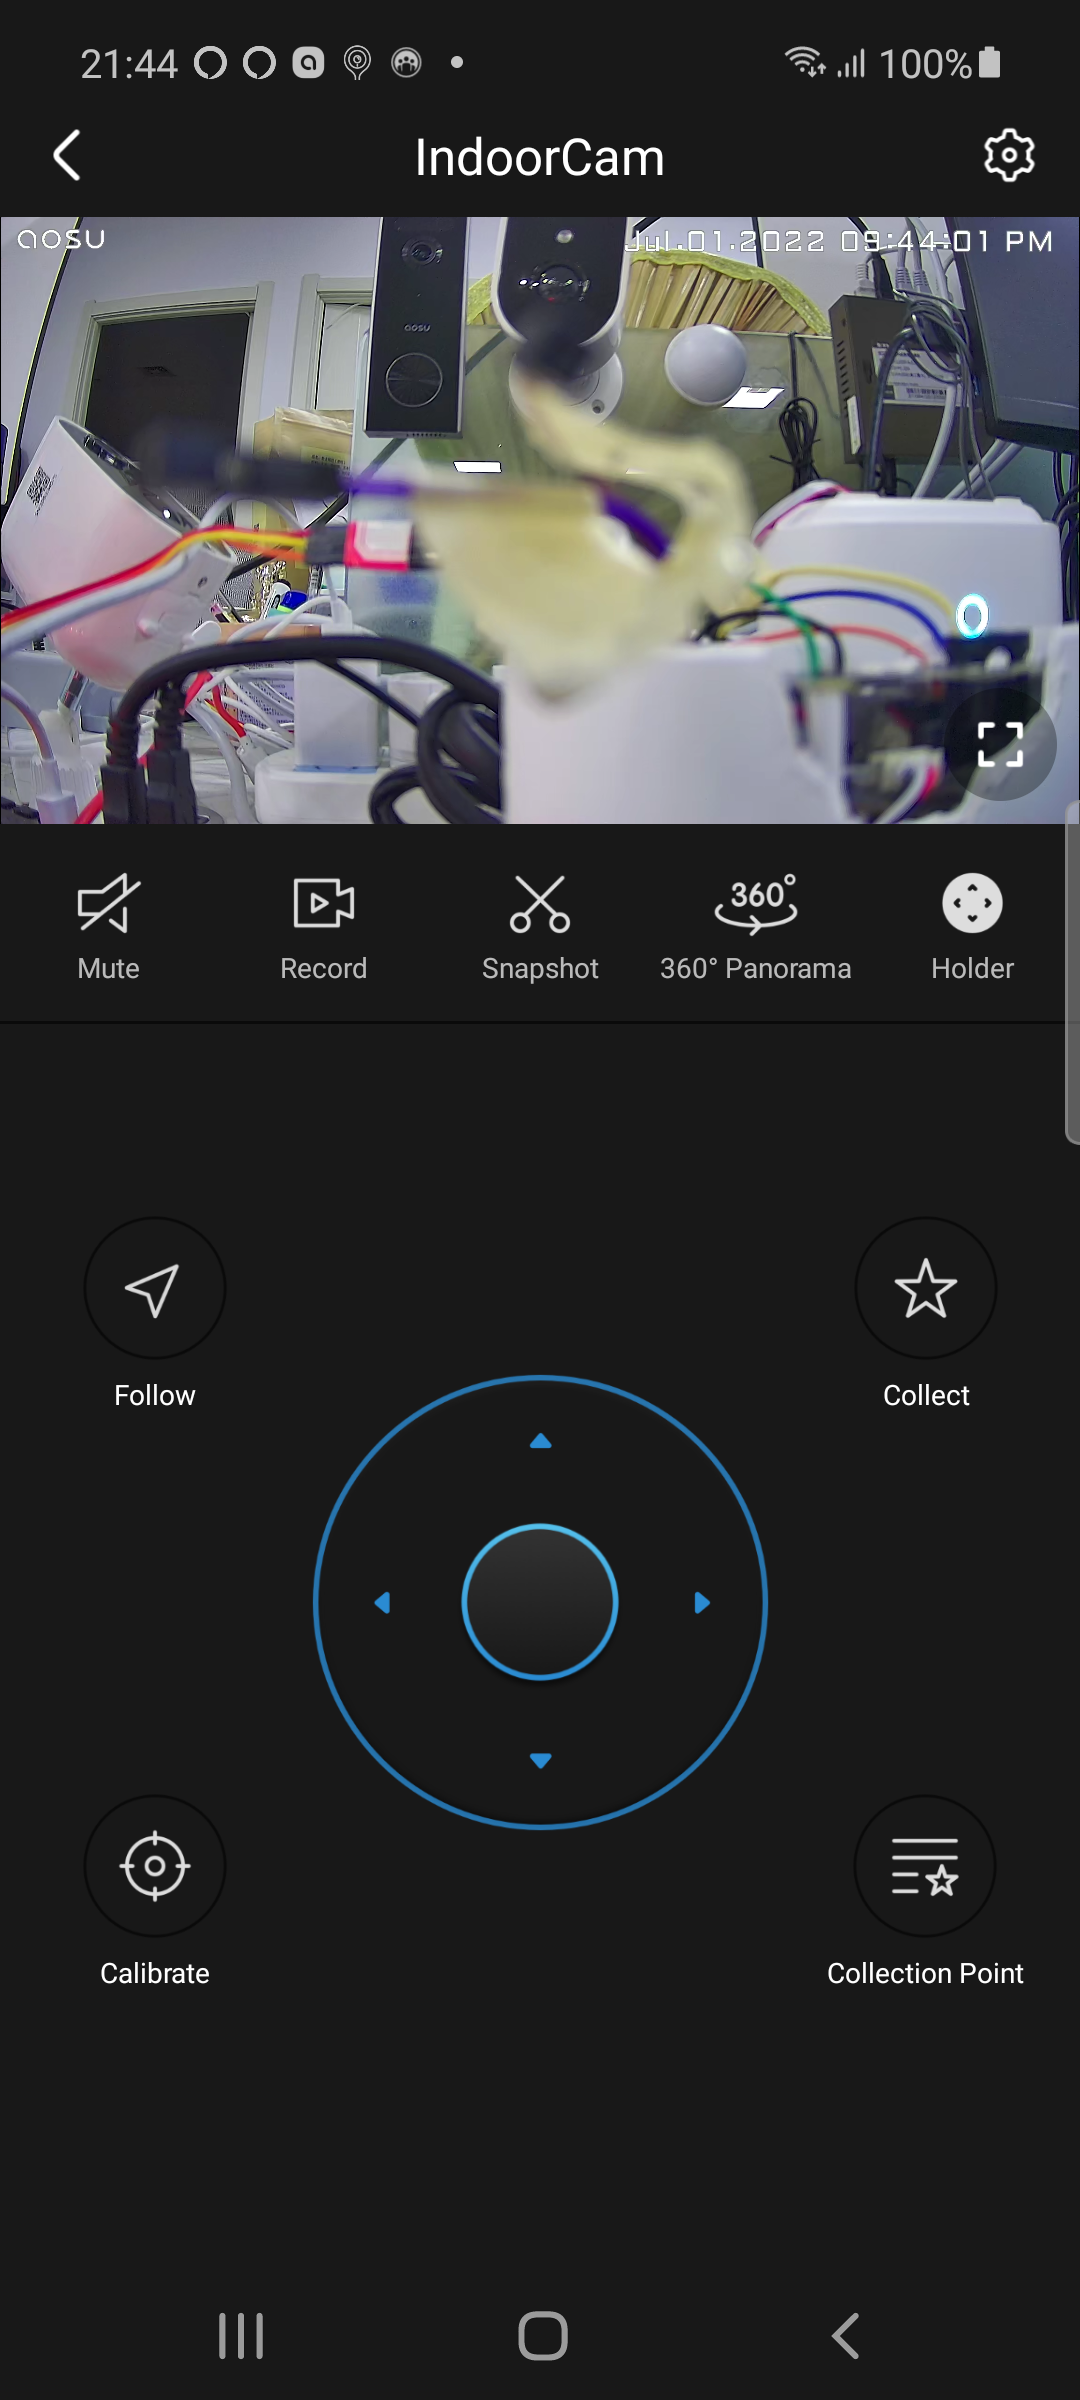 21:44
100%
IndoorCam
aosu
Jul.01.2022 09:44:01 PM
aosu
Mute
Record
Snapshot
360°
360° Panorama
Holder
Follow
Collect
Calibrate
Collection Point